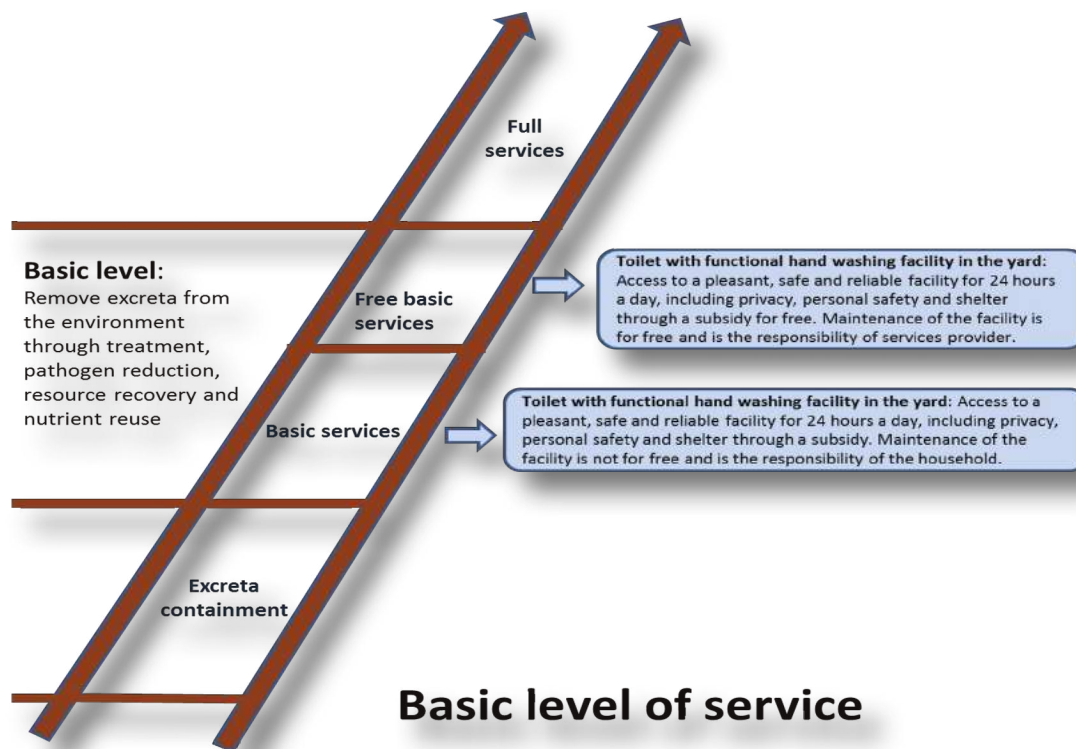 Full
services
Basic level:
Remove excreta from
the environment
through treatment,
pathogen reduction,
resource recovery and
nutrient reuse
Free basic
services
Toilet with functional hand washing facility in the yard:
Access to a pleasant, safe and reliable facility for 24 hours
a day, including privacy, personal safety and shelter
through a subsidy for free. Maintenance of the facility is
for free and is the responsibility of services provider.
Basic services
Toilet with functional hand washing facility in the yard: Access to a
pleasant, safe and reliable facility for 24 hours a day, including privacy,
personal safety and shelter through a subsidy. Maintenance of the
facility is not for free and is the responsibility of the household.
Excreta
containment
Basic level of service